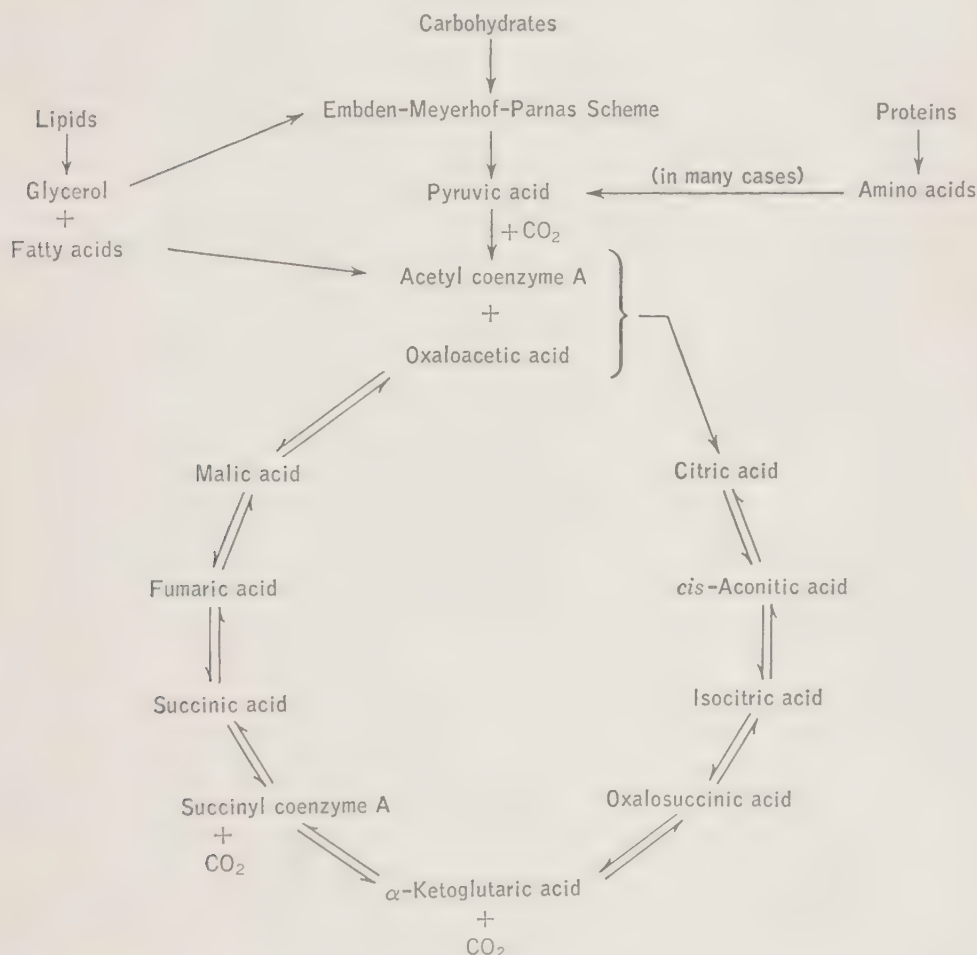 Carbohydrates
Embden-Meyerhof-Parnas Scheme
Lipids
Proteins
Glycerol
+
Fatty acids
Pyruvic acid
(in many cases)
Amino acids
+CO₂
Acetyl coenzyme A
+
Oxaloacetic acid
Malic acid
Citric acid
Fumaric acid
cis-Aconitic acid
Succinic acid
Isocitric acid
Succinyl coenzyme A
+
CO₂
Oxalosuccinic acid
α-Ketoglutaric acid
+
CO₂